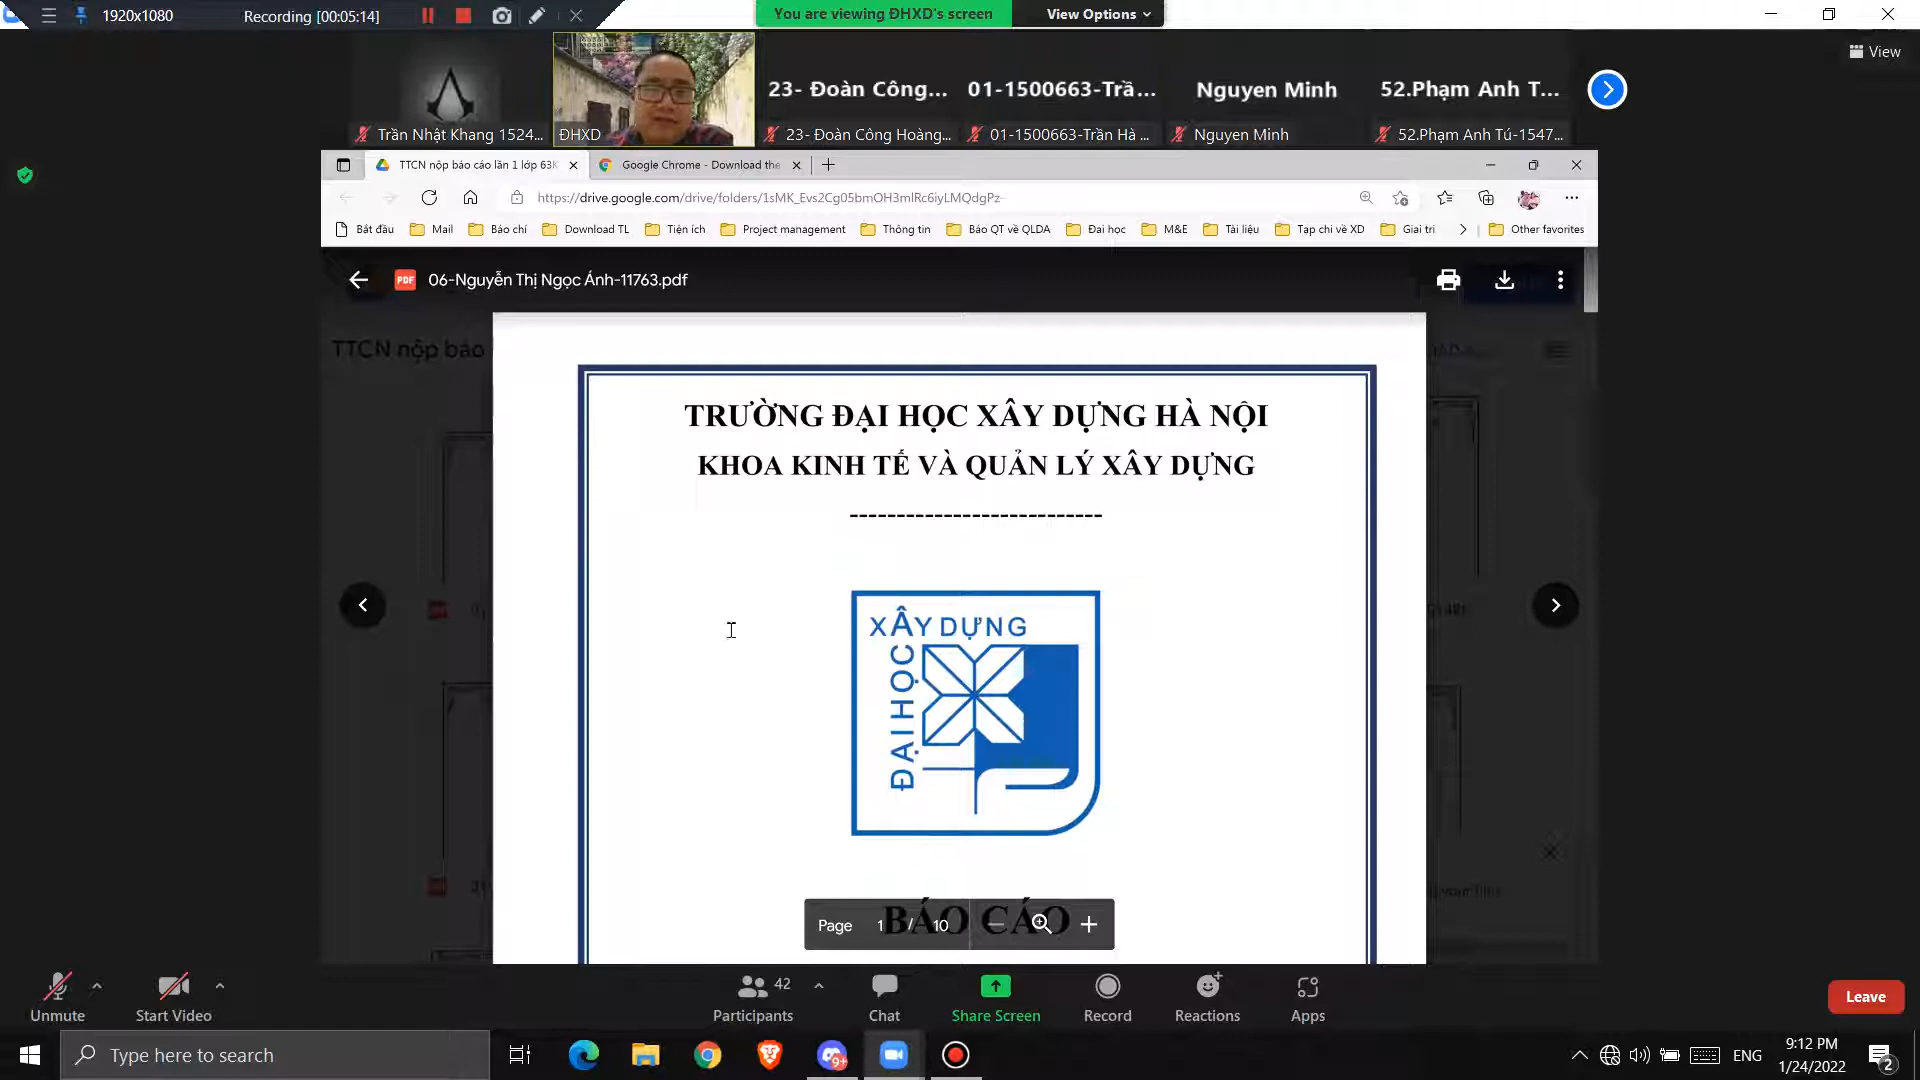 1920x1080
Recording [00:05:14]
You are viewing ĐHXD's screen
View Options
View
23- Đoàn Công...
01-1500663-Trầ...
Nguyen Minh
52.Phạm Anh T...
Trần Nhật Khang 1524...
ĐHXD
23- Đoàn Công Hoàng...
01-1500663-Trần Hà ...
Nguyen Minh
52.Phạm Anh Tú-1547...
TTCN nộp báo cáo lần 1 lớp 63K
Google Chrome - Download the
https://drive.google.com/drive/folders/1sMK_Evs2Cg05bmOH3mlRc6iyLMQdgPz-
Bắt đầu
Mail
Báo chí
Download TL
Tiện ích
Project management
Thông tin
Báo QT về QLDA
Đai học
M&E
Tài liệu
Tạp chi về XD
Giai tri
Other favorites
PDF
06-Nguyễn Thị Ngọc Ánh-11763.pdf
TTCN nộp báo
TRƯỜNG ĐẠI HỌC XÂY DỰNG HÀ NỘI
KHOA KINH TẾ VÀ QUẢN LÝ XÂY DỰNG
---------------------------
XÂY DỰNG
ĐẠI HỌC
BÁO CÁO
Page 1 / 10
Unmute
Start Video
42
Participants
Chat
Share Screen
Record
Reactions
Apps
Leave
Type here to search
9+
ENG
9:12 PM
1/24/2022
2